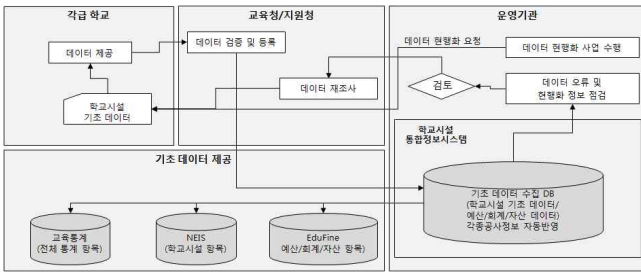 각급 학교
교육청/지원청
운영기관
데이터 제공
데이터 검증 및 등록
데이터 현행화 요청
데이터 현행화 사업 수행
학교시설
기초 데이터
데이터 재조사
검토
데이터 오류 및
현행화 정보 점검
학교시설
통합정보시스템
기초 데이터 수집 DB
(학교시설 기초 데이터/
예산/회계/자산 데이터)
각종공사정보 자동반영
기초 데이터 제공
교육통계
(전체 통계 항목)
NEIS
(학교시설 항목)
EduFine
예산/회계/자산 항목)